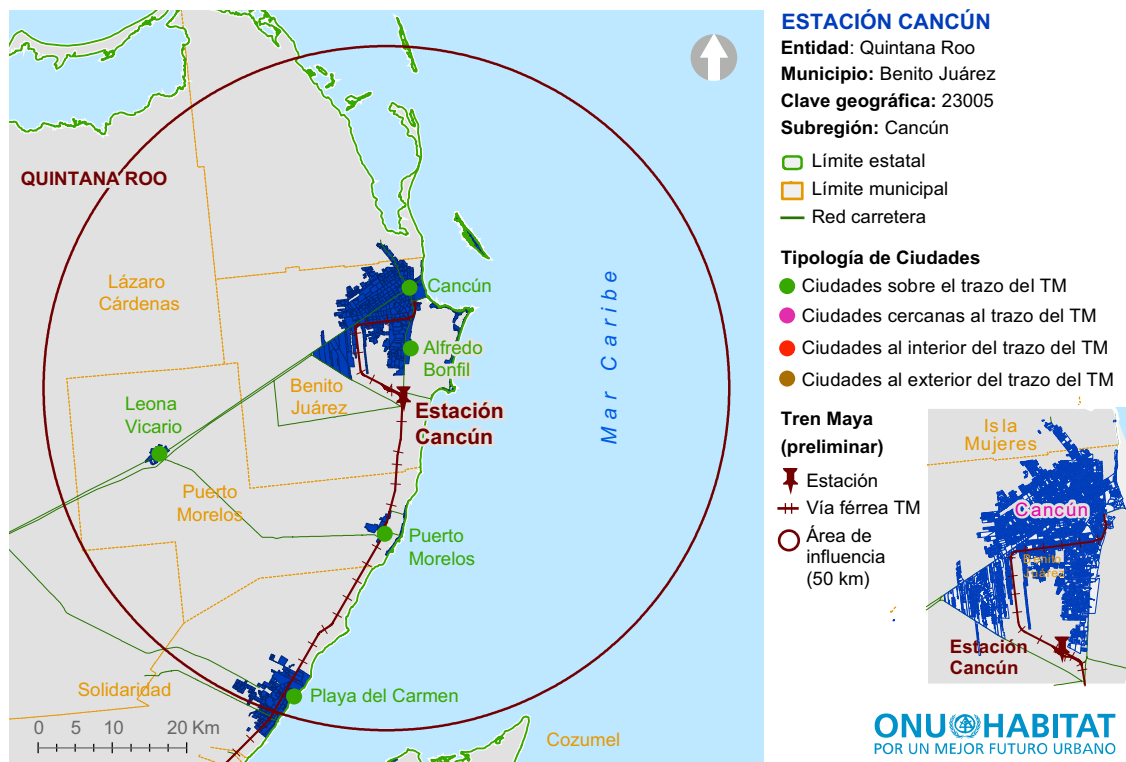 QUINTANA ROO
Lázaro
Cárdenas
Cancún
Alfredo
Bonfil
Benito
Juárez
Leona
Vicario
Estación
Cancún
Puerto
Morelos
Puerto
Morelos
Mar Caribe
Solidaridad
Playa del Carmen
Cozumel
0 5 10 20 Km
ESTACIÓN CANCÚN
Entidad: Quintana Roo
Municipio: Benito Juárez
Clave geográfica: 23005
Subregión: Cancún
Límite estatal
Límite municipal
Red carretera
Tipología de Ciudades
Ciudades sobre el trazo del TM
Ciudades cercanas al trazo del TM
Ciudades al interior del trazo del TM
Ciudades al exterior del trazo del TM
Tren Maya
(preliminar)
Estación
Vía férrea TM
Área de
influencia
(50 km)
Isla
Mujeres
Cancún
Benito
Juárez
Estación
Cancún
ONU HABITAT
POR UN MEJOR FUTURO URBANO